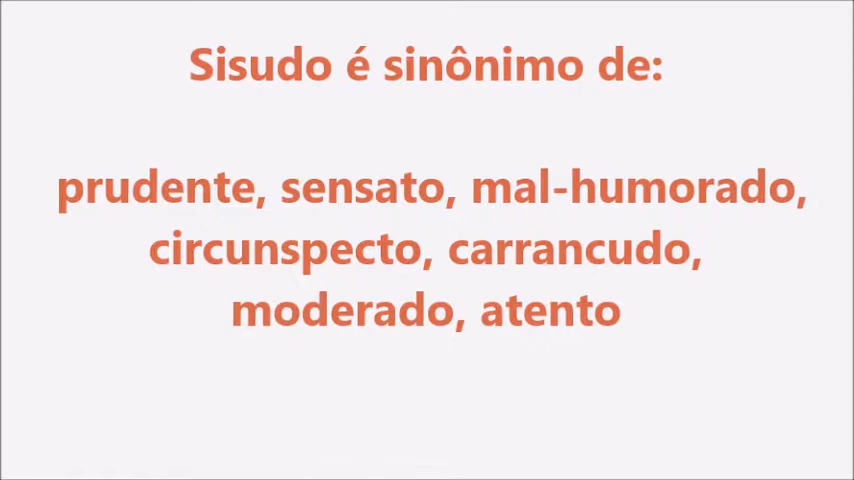 Sisudo é sinônimo de:
prudente, sensato, mal-humorado,
circunspecto, carrancudo,
moderado, atento